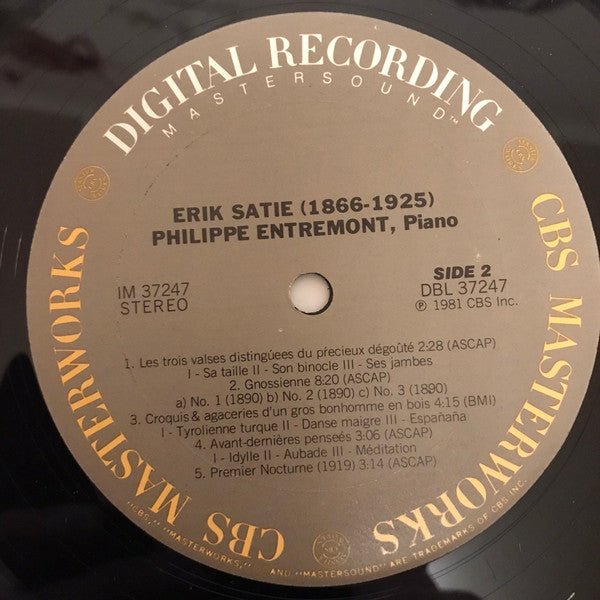 DIGITAL RECORDING
MASTERSOUND™
ERIK SATIE (1866-1925)
PHILIPPE ENTREMONT, Piano
IM 37247
STEREO
SIDE 2
DBL 37247
℗ 1981 CBS Inc.
1. Les trois valses distingúees du pŕecieux dégoûté 2:28 (ASCAP)
I - Sa taille II - Son binocle III - Ses jambes
2. Gnossienne 8:20 (ASCAP)
a) No. 1 (1890) b) No. 2 (1890) c) No. 3 (1890)
3. Croquis & agaceries d'un gros bonhomme en bois 4:15 (BMI)
I - Tyrolienne turque II - Danse maigre III - Españaña
4. Avant-dernières penseés 3:06 (ASCAP)
I - Idylle II - Aubade III - Méditation
5. Premier Nocturne (1919) 3:14 (ASCAP)
CBS MASTERWORKS
CBS MASTERWORKS
"CBS," "MASTERWORKS," AND "MASTERSOUND" ARE TRADEMARKS OF CBS INC.